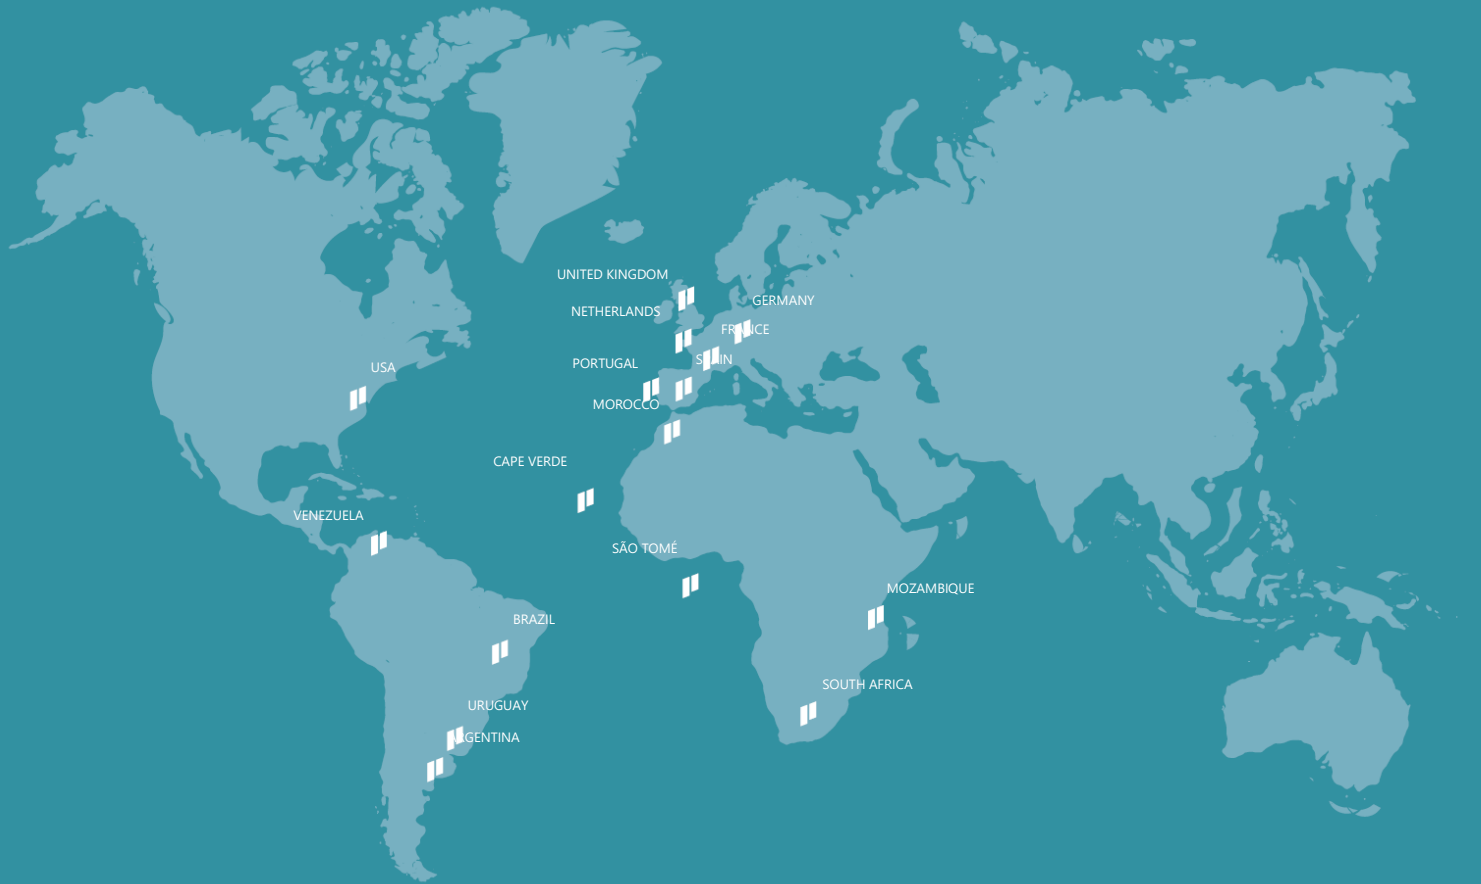 UNITED KINGDOM
GERMANY
NETHERLANDS
FRANCE
SPAIN
PORTUGAL
USA
MOROCCO
CAPE VERDE
VENEZUELA
SÃO TOMÉ
MOZAMBIQUE
BRAZIL
SOUTH AFRICA
URUGUAY
ARGENTINA